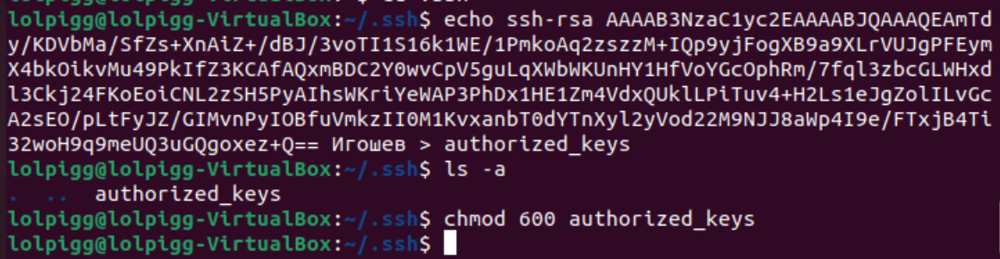 lolpigg@lolpigg-VirtualBox:~/.ssh$ echo ssh-rsa AAAAB3NzaC1yc2EAAAABJQAAAQEAmTd
y/KDVbMa/SfZs+XnAiZ+/dBJ/3voTI1S16k1WE/1PmkoAq2zszzM+IQp9yjFogXB9a9XLrVUJgPFEym
X4bkOikvMu49PkIfZ3KCAfAQxmBDC2Y0wvCpV5guLqXWbWKUnHY1HfVoYGcOphRm/7fql3zbcGLWHxd
l3Ckj24FKoEoiCNL2zSH5PyAIhsWKriYeWAP3PhDx1HE1Zm4VdxQUklLPiTuv4+H2Ls1eJgZolILvGc
A2sEO/pLtFyJZ/GIMvnPyIOBfuVmkzII0M1KvxanbT0dYTnXyl2yVod22M9NJJ8aWp4I9e/FTxjB4Ti
32woH9q9meUQ3uGQgoxez+Q== Игошев > authorized_keys
lolpigg@lolpigg-VirtualBox:~/.ssh$ ls -a
.  ..  authorized_keys
lolpigg@lolpigg-VirtualBox:~/.ssh$ chmod 600 authorized_keys
lolpigg@lolpigg-VirtualBox:~/.ssh$